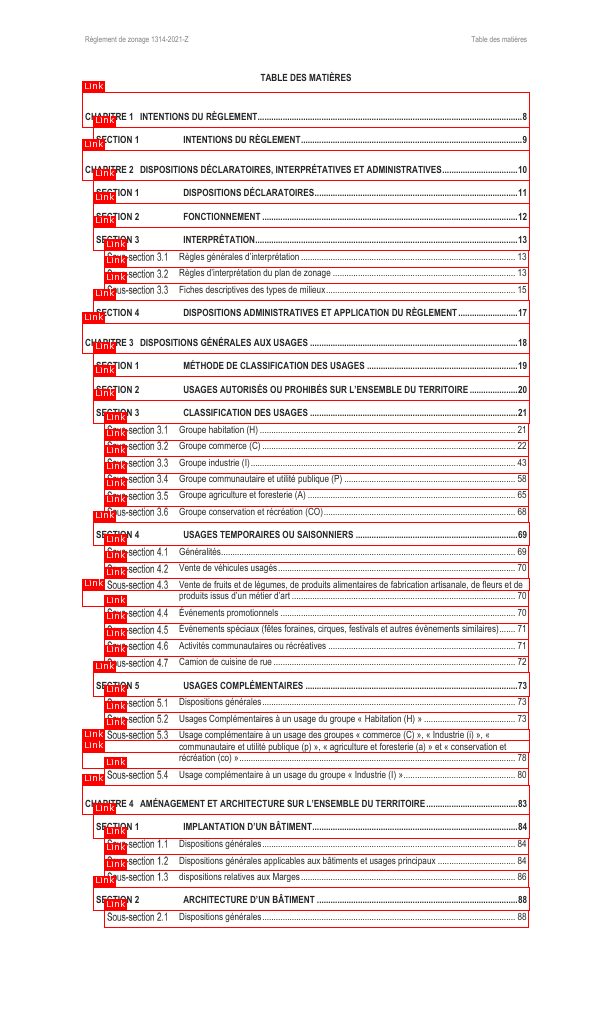 Règlement de zonage 1314-2021-Z Table des matières
TABLE DES MATIÈRES
CHAPITRE 1 INTENTIONS DU RÈGLEMENT 8
SECTION 1 INTENTIONS DU RÈGLEMENT 9
CHAPITRE 2 DISPOSITIONS DÉCLARATOIRES, INTERPRÉTATIVES ET ADMINISTRATIVES 10
SECTION 1 DISPOSITIONS DÉCLARATOIRES 11
SECTION 2 FONCTIONNEMENT 12
SECTION 3 INTERPRÉTATION 13
Sous-section 3.1 Règles générales d'interprétation 13
Sous-section 3.2 Règles d'interprétation du plan de zonage 13
Sous-section 3.3 Fiches descriptives des types de milieux 15
SECTION 4 DISPOSITIONS ADMINISTRATIVES ET APPLICATION DU RÈGLEMENT 17
CHAPITRE 3 DISPOSITIONS GÉNÉRALES AUX USAGES 18
SECTION 1 MÉTHODE DE CLASSIFICATION DES USAGES 19
SECTION 2 USAGES AUTORISÉS OU PROHIBÉS SUR L'ENSEMBLE DU TERRITOIRE 20
SECTION 3 CLASSIFICATION DES USAGES 21
Sous-section 3.1 Groupe habitation (H) 21
Sous-section 3.2 Groupe commerce (C) 22
Sous-section 3.3 Groupe industrie (I) 43
Sous-section 3.4 Groupe communautaire et utilité publique (P) 58
Sous-section 3.5 Groupe agriculture et foresterie (A) 65
Sous-section 3.6 Groupe conservation et récréation (CO) 68
SECTION 4 USAGES TEMPORAIRES OU SAISONNIERS 69
Sous-section 4.1 Généralités 69
Sous-section 4.2 Vente de véhicules usagés 70
Sous-section 4.3 Vente de fruits et de légumes, de produits alimentaires de fabrication artisanale, de fleurs et de
produits issus d'un métier d'art 70
Sous-section 4.4 Évènements promotionnels 70
Sous-section 4.5 Évènements spéciaux (fêtes foraines, cirques, festivals et autres évènements similaires) 71
Sous-section 4.6 Activités communautaires ou récréatives 71
Sous-section 4.7 Camion de cuisine de rue 72
SECTION 5 USAGES COMPLÉMENTAIRES 73
Sous-section 5.1 Dispositions générales 73
Sous-section 5.2 Usages Complémentaires à un usage du groupe « Habitation (H) » 73
Sous-section 5.3 Usage complémentaire à un usage des groupes « commerce (C) », « Industrie (i) », «
communautaire et utilité publique (p) », « agriculture et foresterie (a) » et « conservation et
récréation (co) » 78
Sous-section 5.4 Usage complémentaire à un usage du groupe « Industrie (I) » 80
CHAPITRE 4 AMÉNAGEMENT ET ARCHITECTURE SUR L'ENSEMBLE DU TERRITOIRE 83
SECTION 1 IMPLANTATION D'UN BÂTIMENT 84
Sous-section 1.1 Dispositions générales 84
Sous-section 1.2 Dispositions générales applicables aux bâtiments et usages principaux 84
Sous-section 1.3 dispositions relatives aux Marges 86
SECTION 2 ARCHITECTURE D'UN BÂTIMENT 88
Sous-section 2.1 Dispositions générales 88